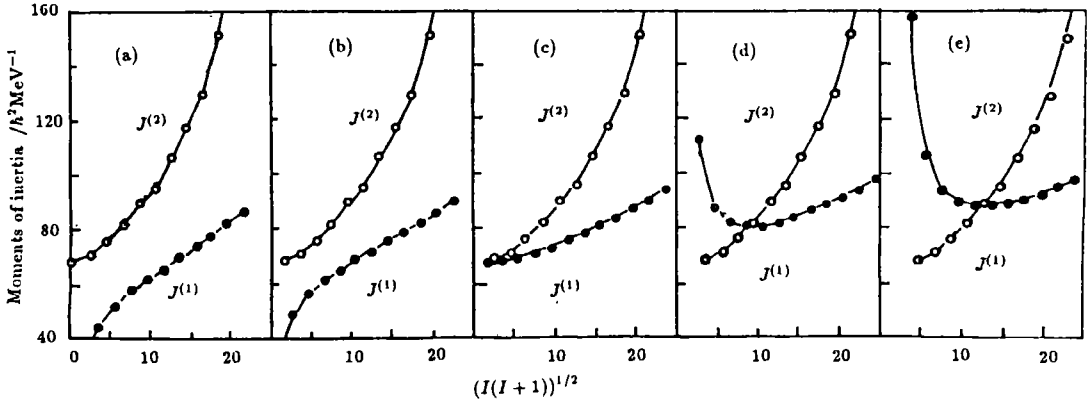 Moments of inertia /ħ²MeV⁻¹
160
120
80
40
(a)
J⁽²⁾
J⁽¹⁾
(b)
J⁽²⁾
J⁽¹⁾
(c)
J⁽²⁾
J⁽¹⁾
(d)
J⁽²⁾
J⁽¹⁾
(e)
J⁽²⁾
J⁽¹⁾
0 10 20 10 20 10 20 10 20 10 20
(I(I + 1))^1/2